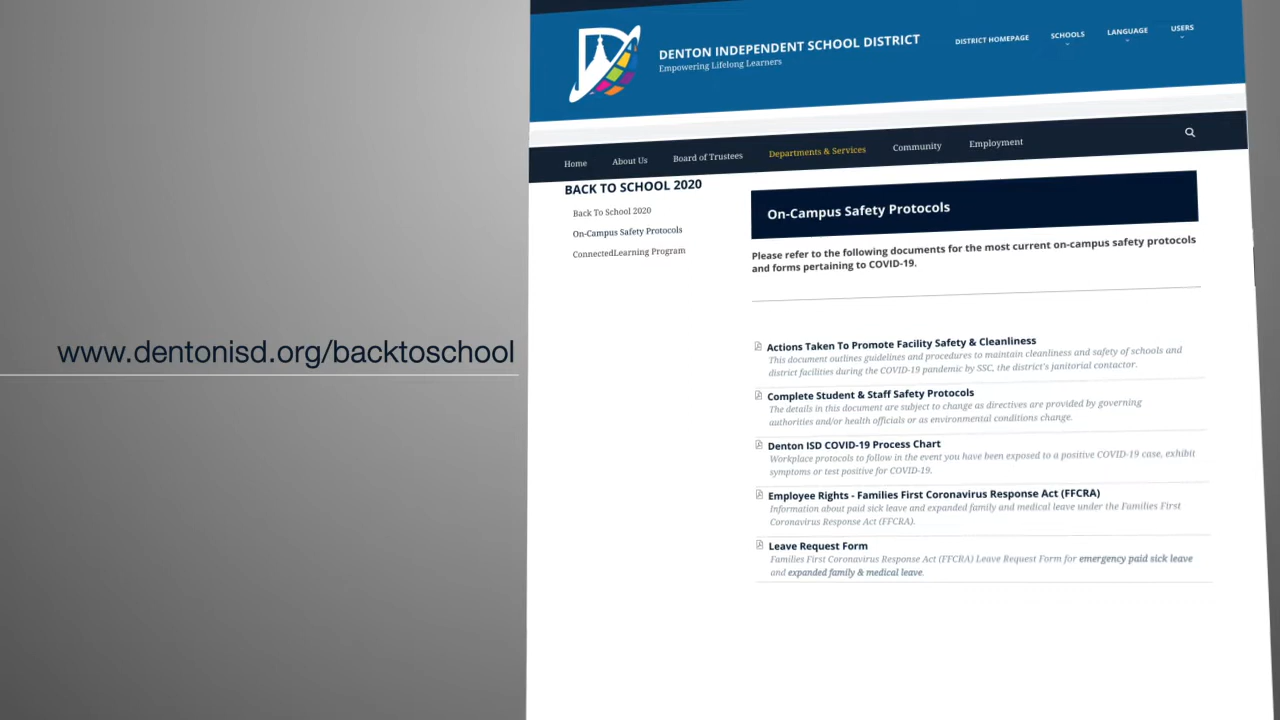 DENTON INDEPENDENT SCHOOL DISTRICT
Empowering Lifelong Learners
DISTRICT HOMEPAGE SCHOOLS LANGUAGE USERS
Home About Us Board of Trustees Departments & Services Community Employment
BACK TO SCHOOL 2020
Back To School 2020
On-Campus Safety Protocols
ConnectedLearning Program
www.dentonisd.org/backtoschool
On-Campus Safety Protocols
Please refer to the following documents for the most current on-campus safety protocols
and forms pertaining to COVID-19.
Actions Taken To Promote Facility Safety & Cleanliness
This document outlines guidelines and procedures to maintain cleanliness and safety of schools and
district facilities during the COVID-19 pandemic by SSC, the district's janitorial contactor.
Complete Student & Staff Safety Protocols
The details in this document are subject to change as directives are provided by governing
authorities and/or health officials or as environmental conditions change.
Denton ISD COVID-19 Process Chart
Workplace protocols to follow in the event you have been exposed to a positive COVID-19 case, exhibit
symptoms or test positive for COVID-19.
Employee Rights - Families First Coronavirus Response Act (FFCRA)
Information about paid sick leave and expanded family and medical leave under the Families First
Coronavirus Response Act (FFCRA).
Leave Request Form
Families First Coronavirus Response Act (FFCRA) Leave Request Form for emergency paid sick leave
and expanded family & medical leave.